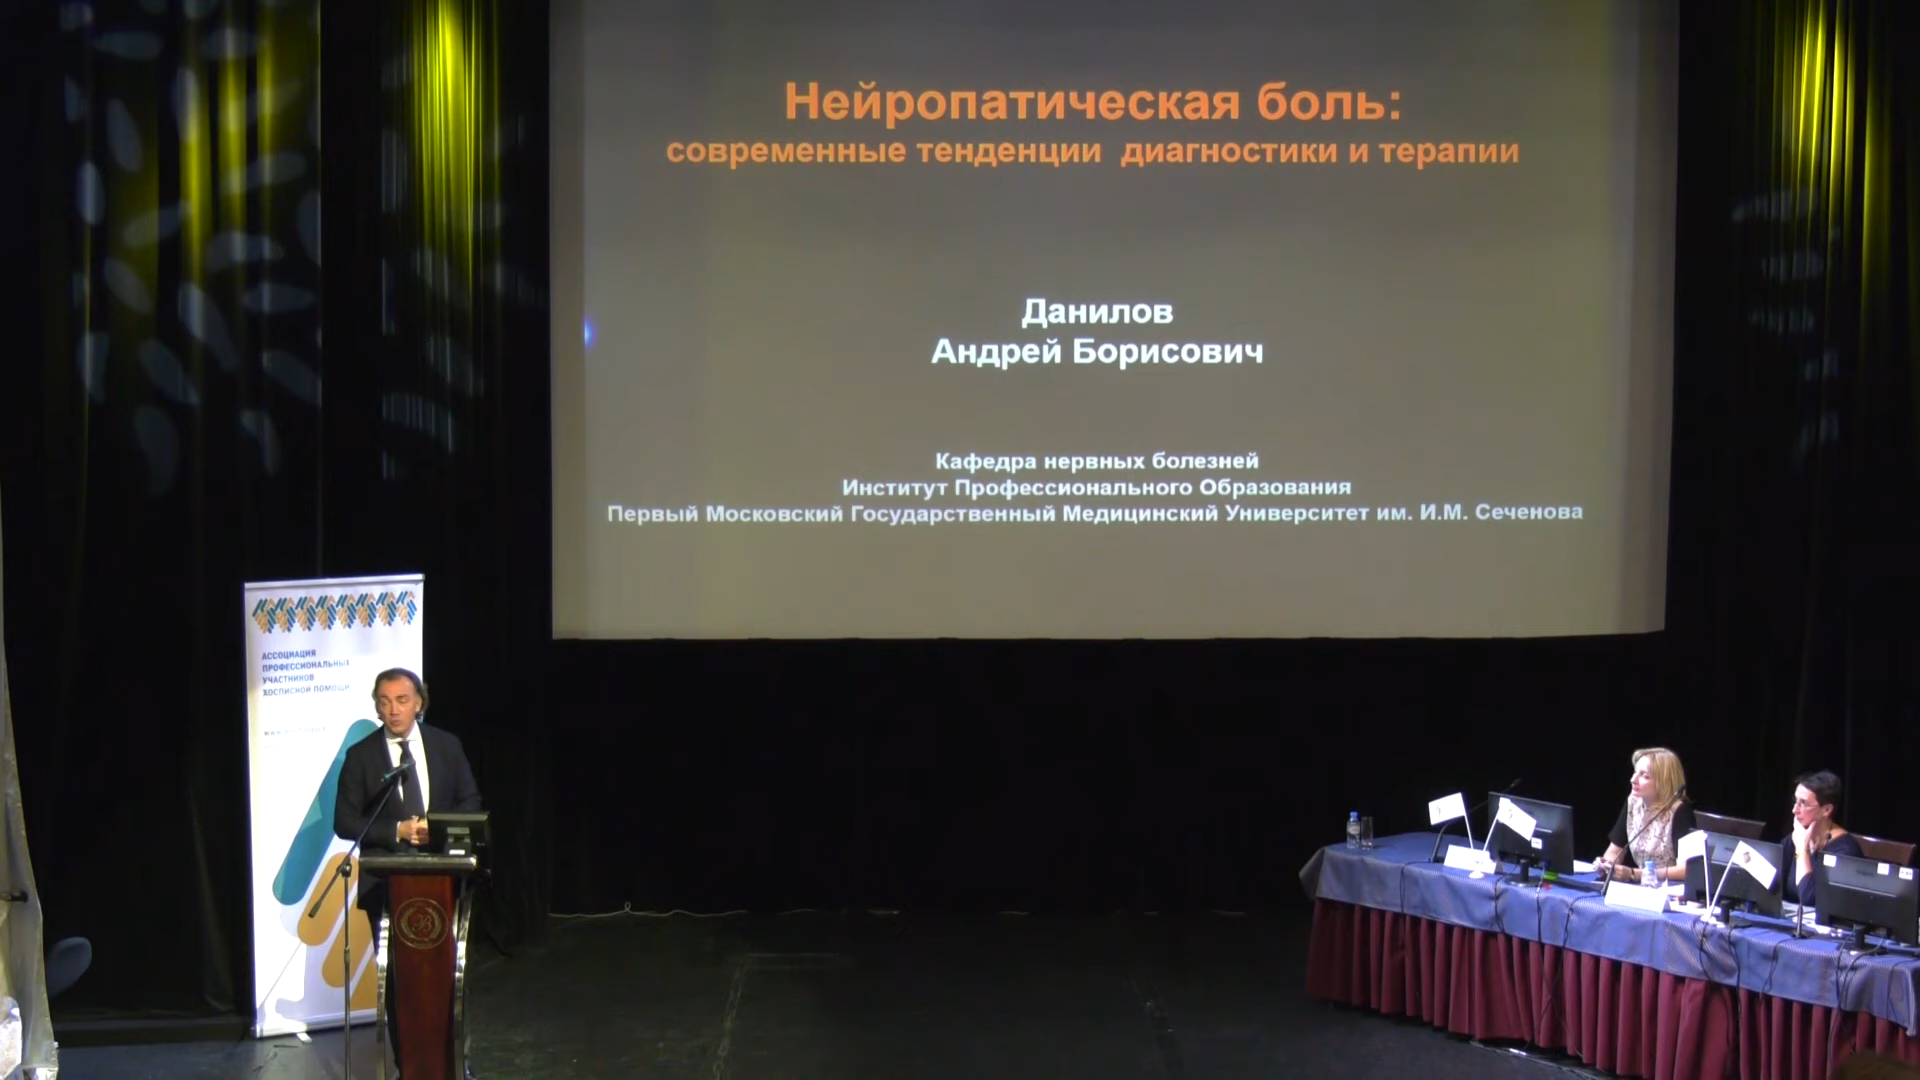 Нейропатическая боль:
современные тенденции диагностики и терапии
Данилов
Андрей Борисович
Кафедра нервных болезней
Институт Профессионального Образования
Первый Московский Государственный Медицинский Университет им. И.М. Сеченова
АССОЦИАЦИЯ
ПРОФЕССИОНАЛЬНЫХ
УЧАСТНИКОВ
ХОСПИСНОЙ ПОМОЩИ